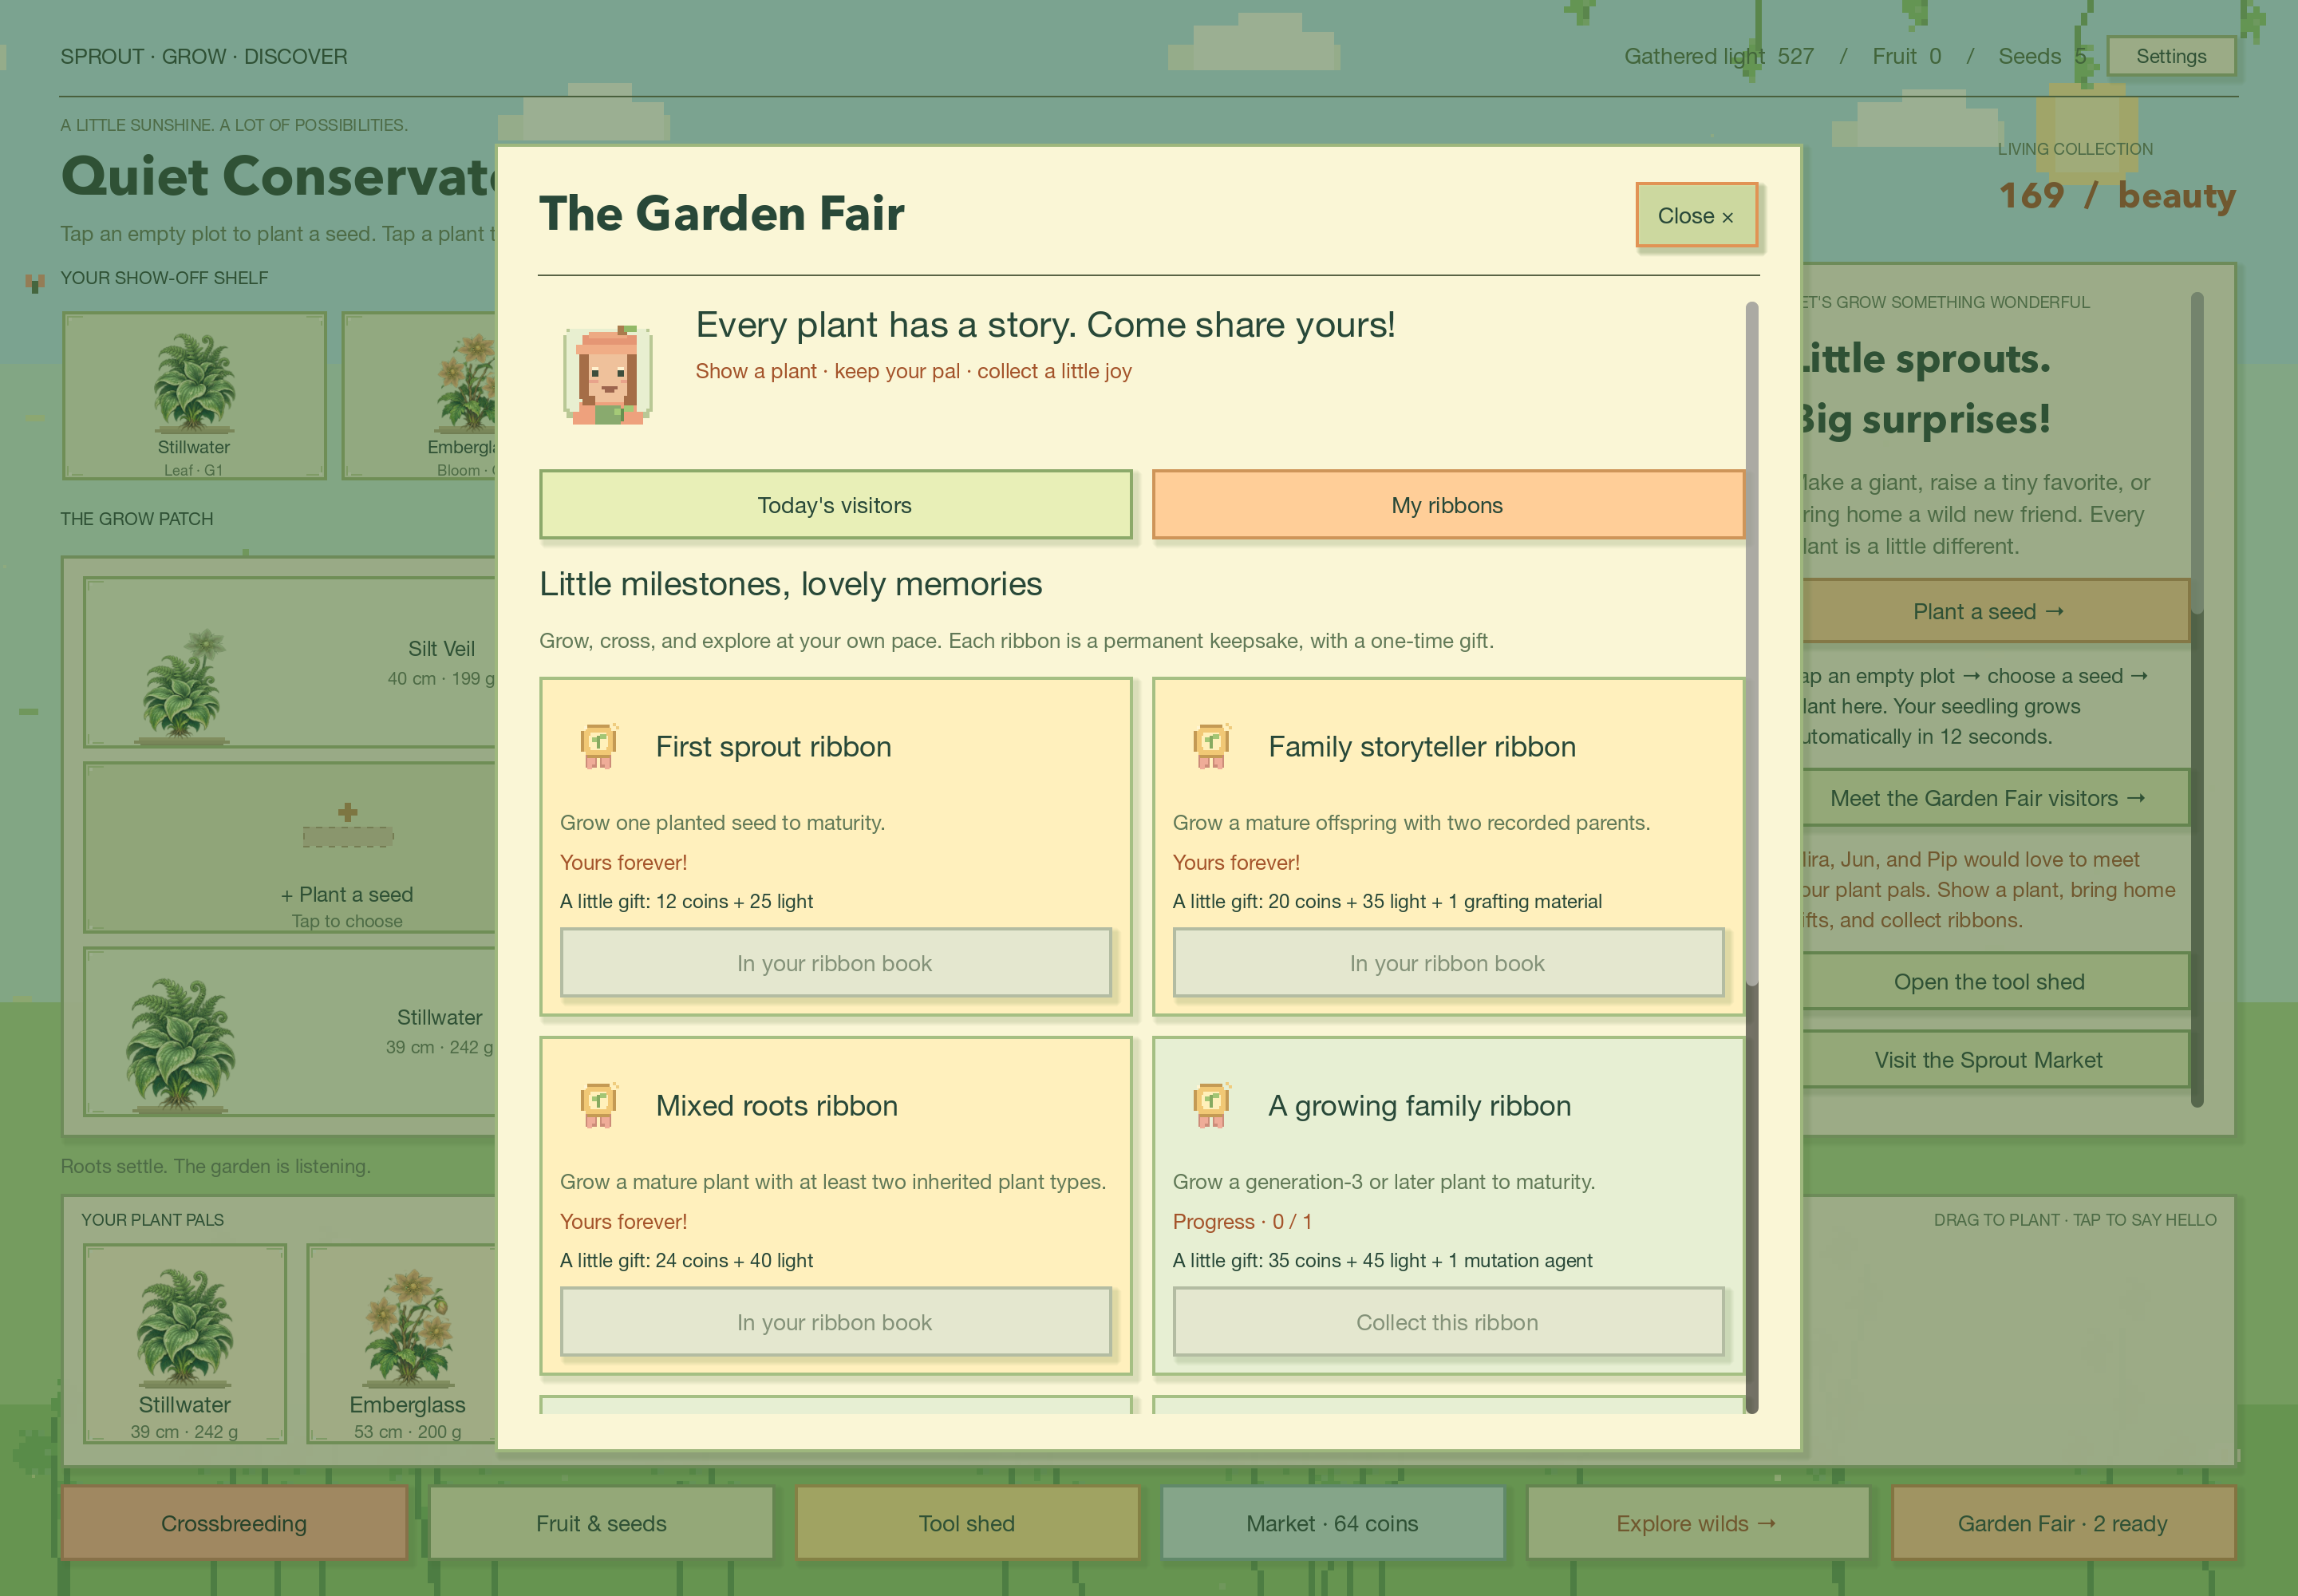 SPROUT · GROW · DISCOVER
Gathered light 527 / Fruit 0 / Seeds 5
Settings
A LITTLE SUNSHINE. A LOT OF POSSIBILITIES.
Quiet Conservat
LIVING COLLECTION
169 / beauty
Tap an empty plot to plant a seed. Tap a plant
YOUR SHOW-OFF SHELF
Stillwater
Leaf · G1
Embergl
Bloom ·
THE GROW PATCH
Silt Veil
40 cm · 199 g
+ Plant a seed
Tap to choose
Stillwater
39 cm · 242 g
Roots settle. The garden is listening.
The Garden Fair
Close ×
Every plant has a story. Come share yours!
Show a plant · keep your pal · collect a little joy
Today's visitors
My ribbons
Little milestones, lovely memories
Grow, cross, and explore at your own pace. Each ribbon is a permanent keepsake, with a one-time gift.
First sprout ribbon
Grow one planted seed to maturity.
Yours forever!
A little gift: 12 coins + 25 light
In your ribbon book
Family storyteller ribbon
Grow a mature offspring with two recorded parents.
Yours forever!
A little gift: 20 coins + 35 light + 1 grafting material
In your ribbon book
Mixed roots ribbon
Grow a mature plant with at least two inherited plant types.
Yours forever!
A little gift: 24 coins + 40 light
In your ribbon book
A growing family ribbon
Grow a generation-3 or later plant to maturity.
Progress · 0 / 1
A little gift: 35 coins + 45 light + 1 mutation agent
Collect this ribbon
ET'S GROW SOMETHING WONDERFUL
Little sprouts.
Big surprises!
ake a giant, raise a tiny favorite, or
ring home a wild new friend. Every
lant is a little different.
Plant a seed →
ap an empty plot → choose a seed →
lant here. Your seedling grows
utomatically in 12 seconds.
Meet the Garden Fair visitors →
ira, Jun, and Pip would love to meet
our plant pals. Show a plant, bring home
ifts, and collect ribbons.
Open the tool shed
Visit the Sprout Market
YOUR PLANT PALS
DRAG TO PLANT · TAP TO SAY HELLO
Stillwater
39 cm · 242 g
Emberglass
53 cm · 200 g
Crossbreeding
Fruit & seeds
Tool shed
Market · 64 coins
Explore wilds →
Garden Fair · 2 ready